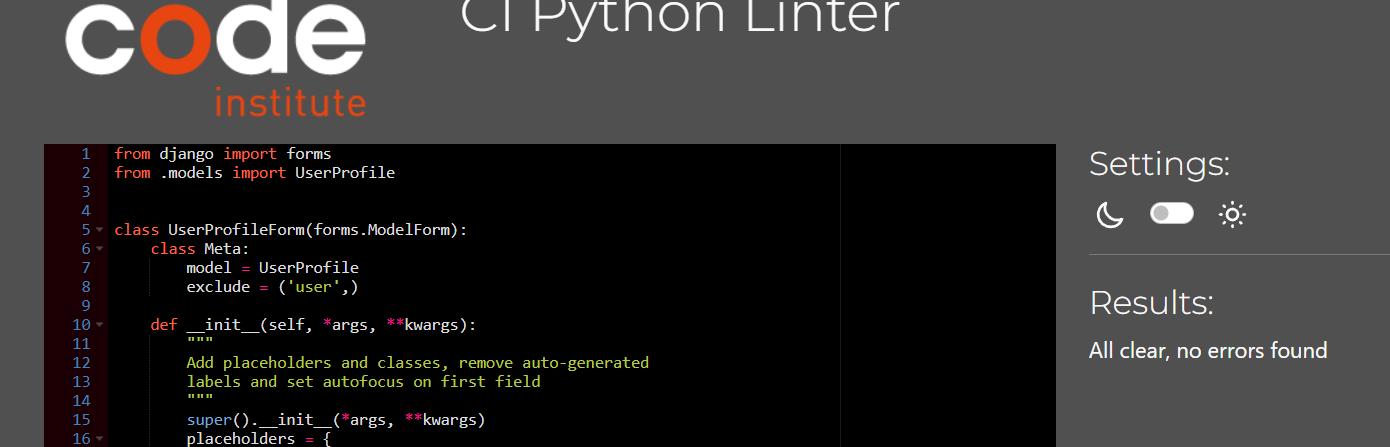 code
institute
CI Python Linter
1 from django import forms
2 from .models import UserProfile
3
4
5 class UserProfileForm(forms.ModelForm):
6     class Meta:
7         model = UserProfile
8         exclude = ('user',)
9
10     def __init__(self, *args, **kwargs):
11         """
12         Add placeholders and classes, remove auto-generated
13         labels and set autofocus on first field
14         """
15         super().__init__(*args, **kwargs)
16         placeholders = {
Settings:
Results:
All clear, no errors found